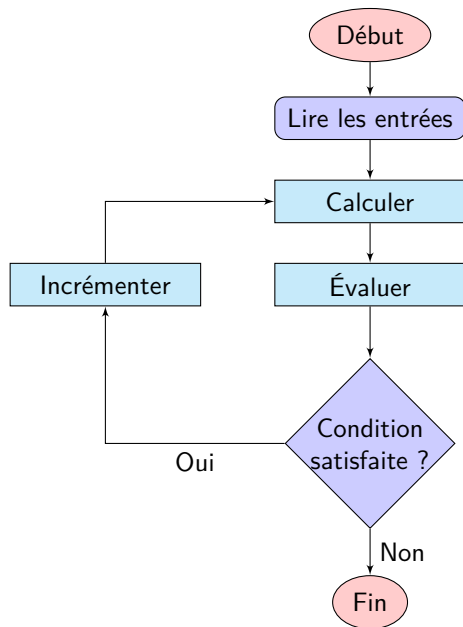 Début
Lire les entrées
Calculer
Incrémenter
Évaluer
Condition
satisfaite ?
Oui
Non
Fin